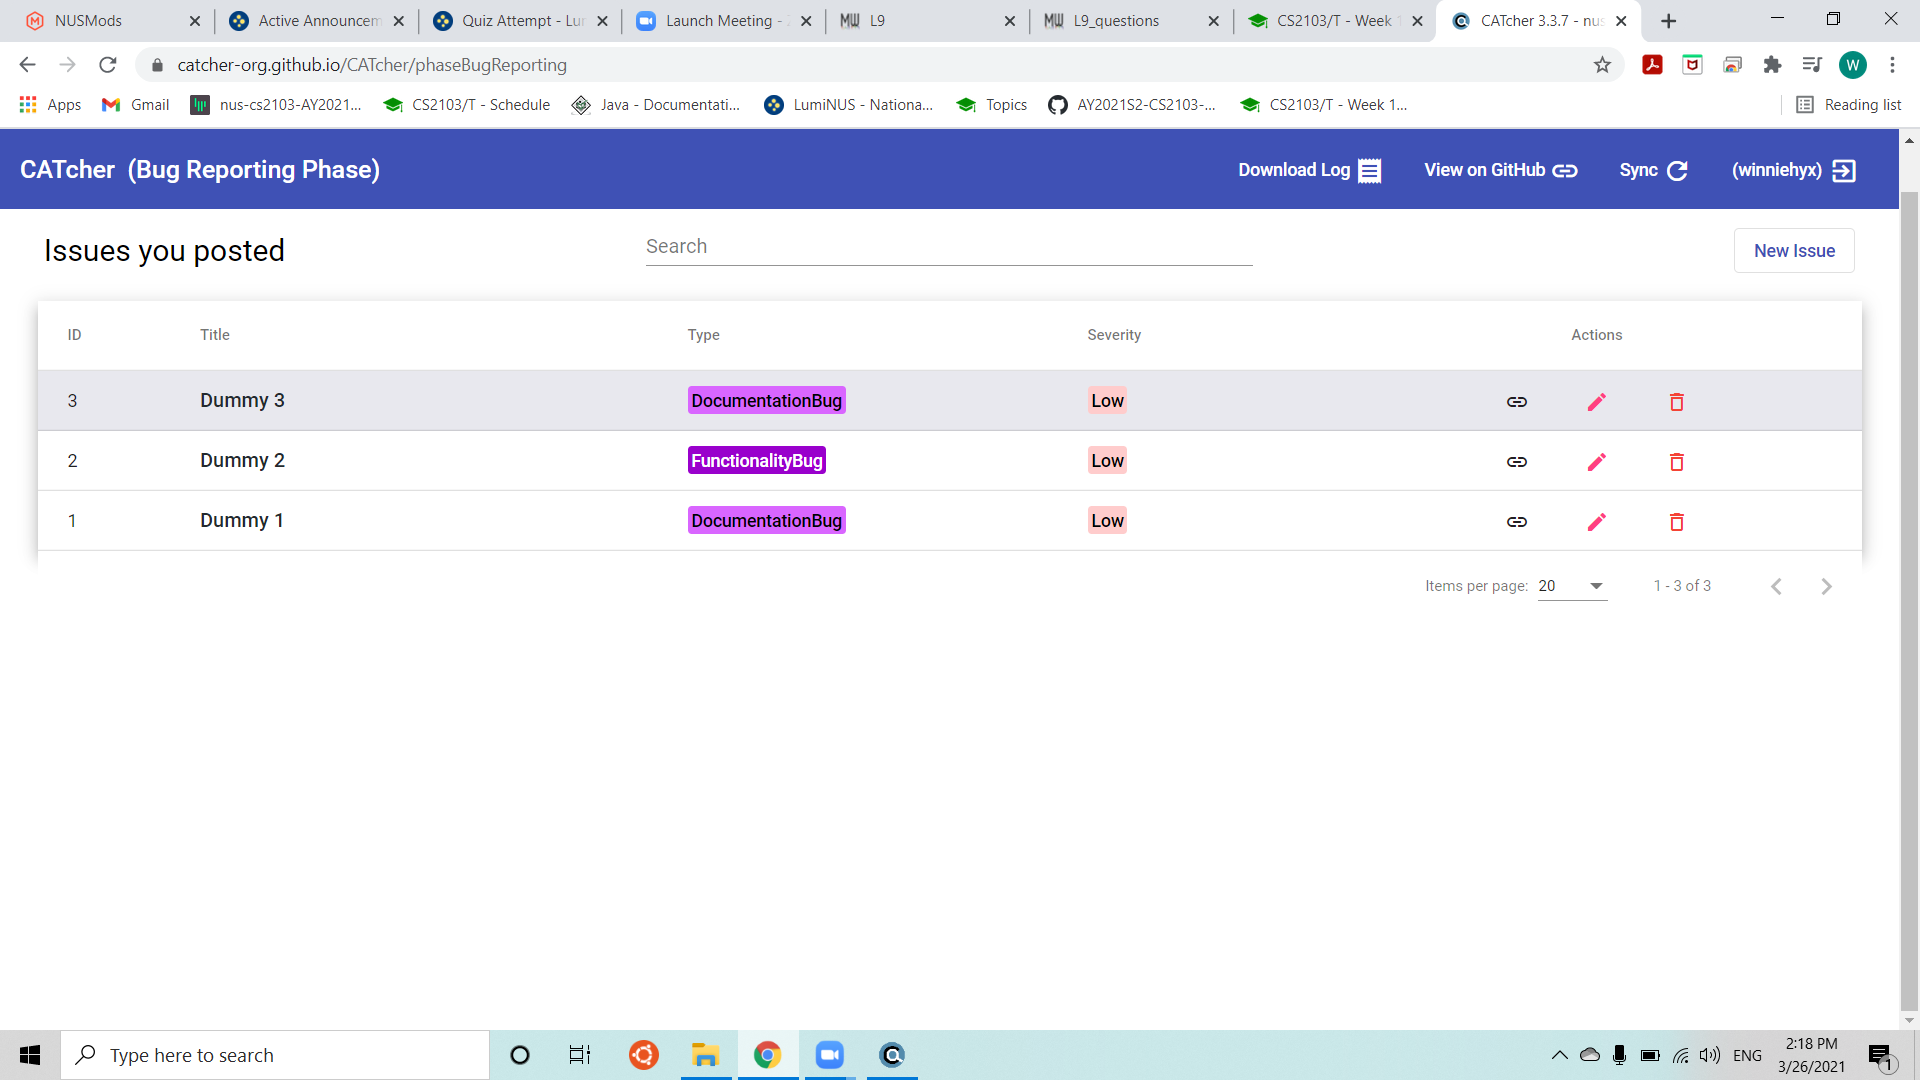 NUSMods
Active Announcem
Quiz Attempt - Lu
Launch Meeting -
L9
L9_questions
CS2103/T - Week
CATcher 3.3.7 - nus
catcher-org.github.io/CATcher/phaseBugReporting
W
Apps
Gmail
nus-cs2103-AY2021...
CS2103/T - Schedule
Java - Documentati...
LumiNUS - Nationa...
Topics
AY2021S2-CS2103-...
CS2103/T - Week 1...
Reading list
CATcher (Bug Reporting Phase)
Download Log
View on GitHub
Sync
(winniehyx)
Issues you posted
Search
New Issue
ID Title Type Severity Actions
3 Dummy 3 DocumentationBug Low
2 Dummy 2 FunctionalityBug Low
1 Dummy 1 DocumentationBug Low
Items per page: 20 1 - 3 of 3
Type here to search
ENG
2:18 PM
3/26/2021
1